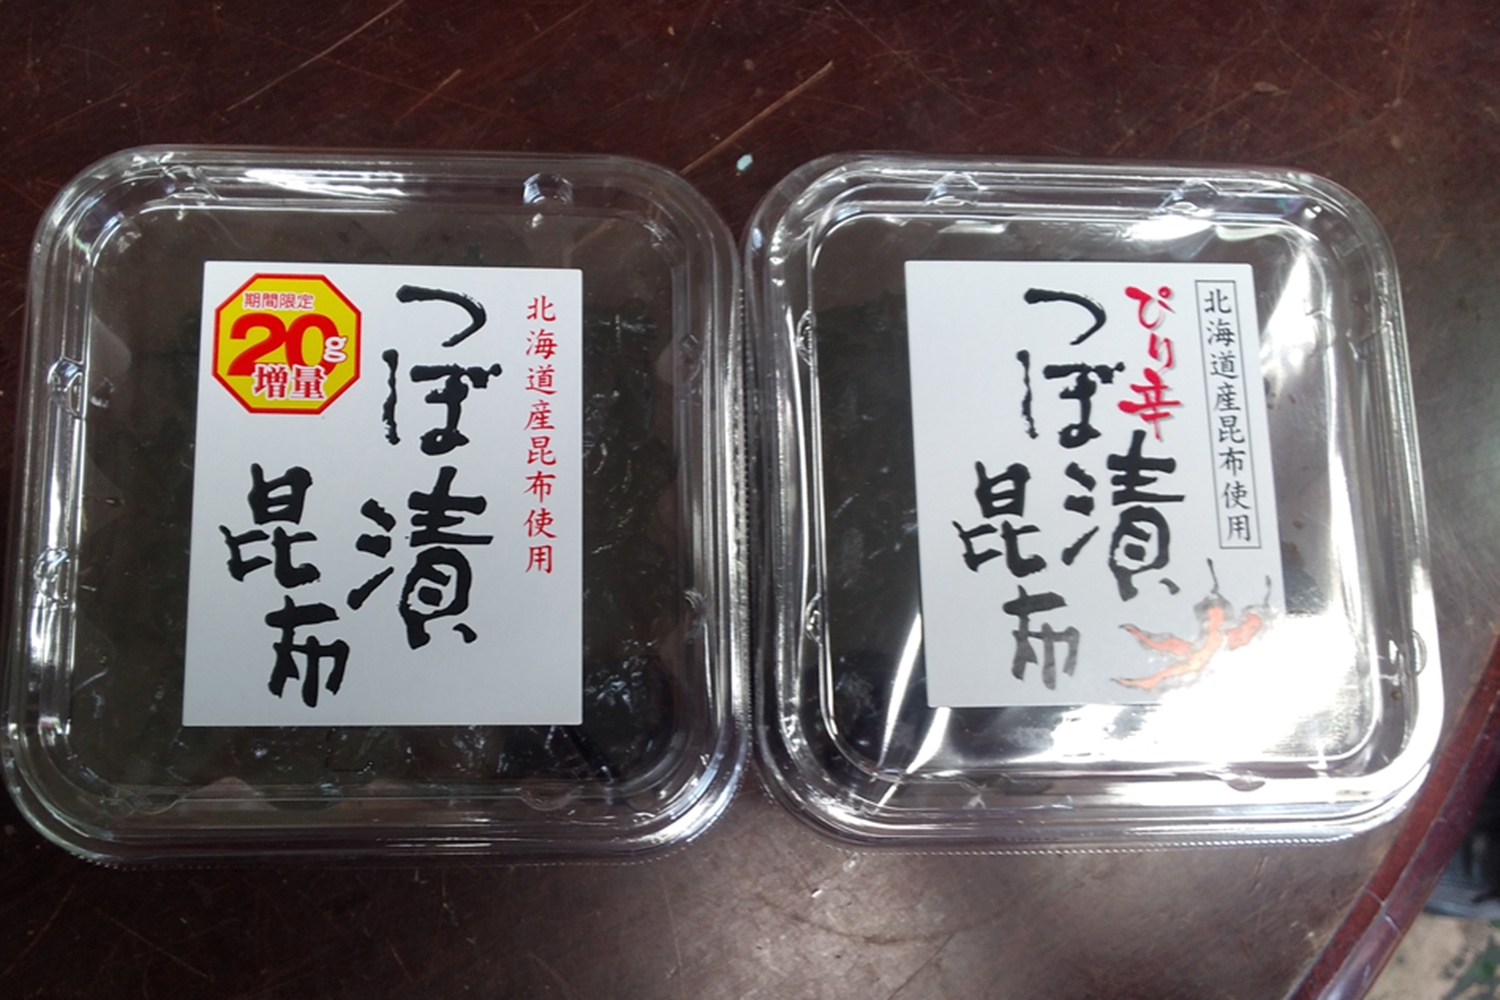 期間限定
20g
増量
北海道産昆布使用
つぼ漬
昆布
北海道産昆布使用
ぴり辛
つぼ漬
昆布